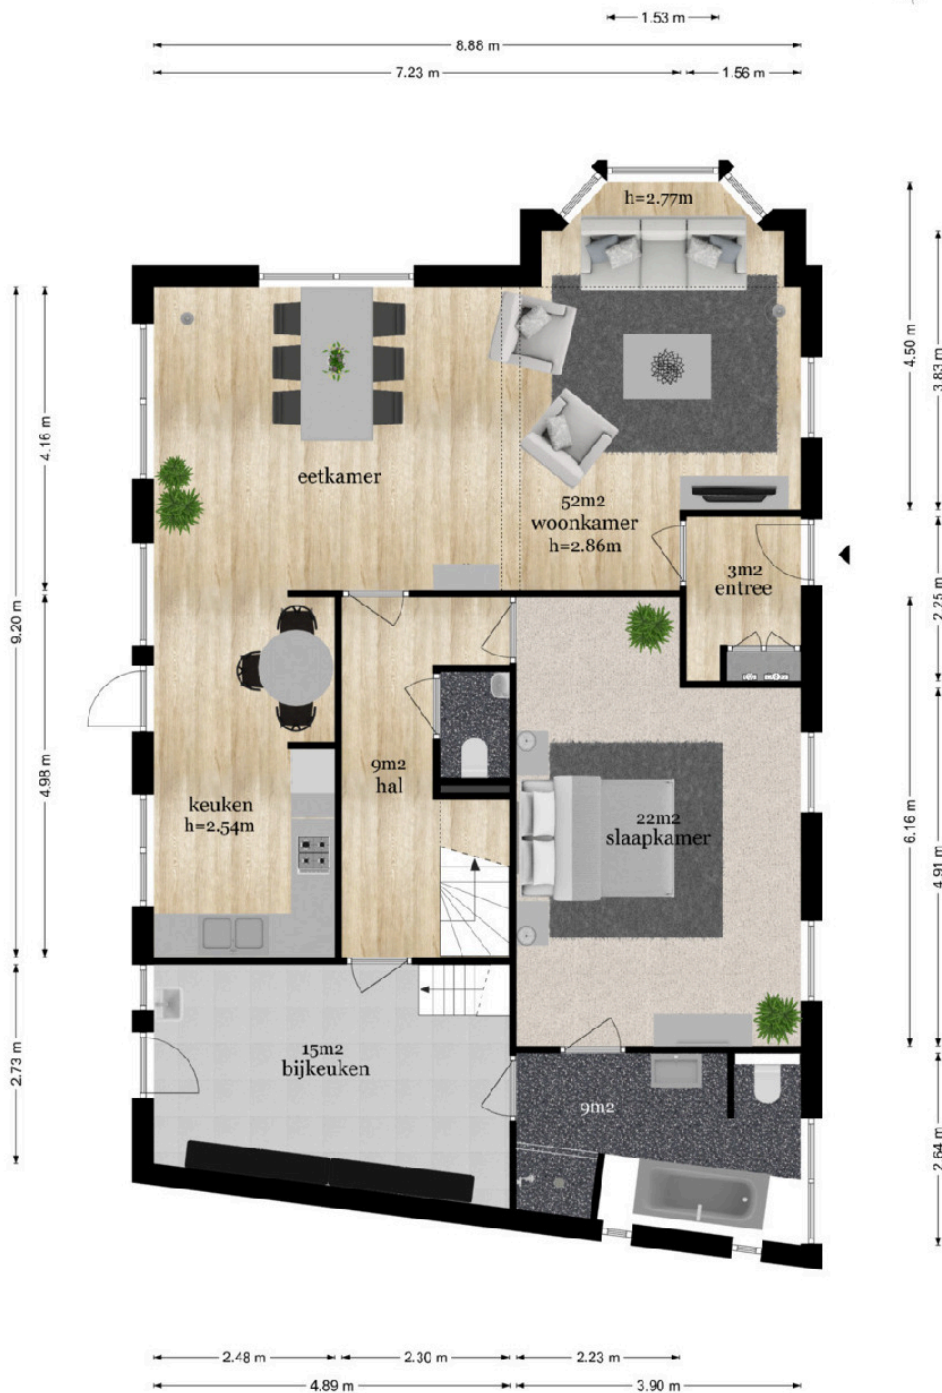 1.53 m
8.88 m
7.23 m
1.56 m
h=2.77m
4.50 m
3.83 m
4.16 m
eetkamer
52m2
woonkamer
h=2.86m
3m2
entree
2.25 m
9.20 m
4.98 m
9m2
hal
keuken
h=2.54m
22m2
slaapkamer
6.16 m
4.91 m
2.73 m
15m2
bijkeuken
9m2
2.64 m
2.48 m
2.30 m
2.23 m
4.89 m
3.90 m